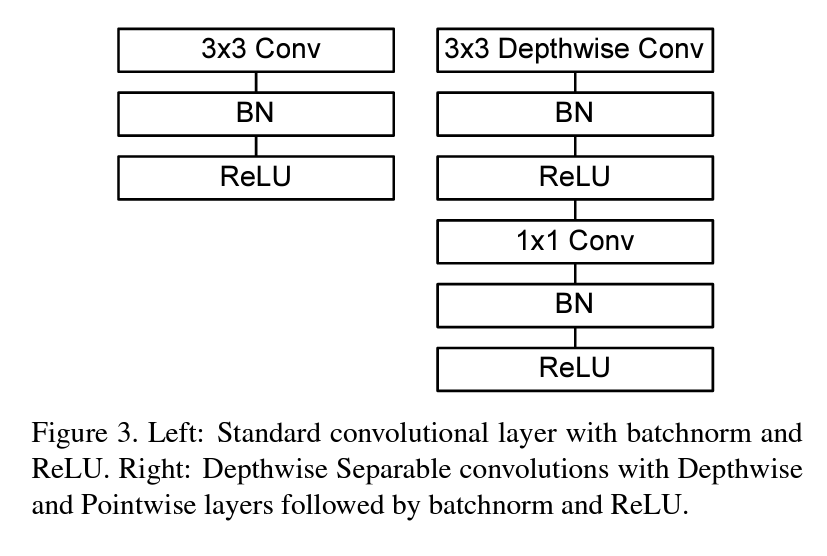 3x3 Conv
BN
ReLU
3x3 Depthwise Conv
BN
ReLU
1x1 Conv
BN
ReLU
Figure 3. Left: Standard convolutional layer with batchnorm and
ReLU. Right: Depthwise Separable convolutions with Depthwise
and Pointwise layers followed by batchnorm and ReLU.